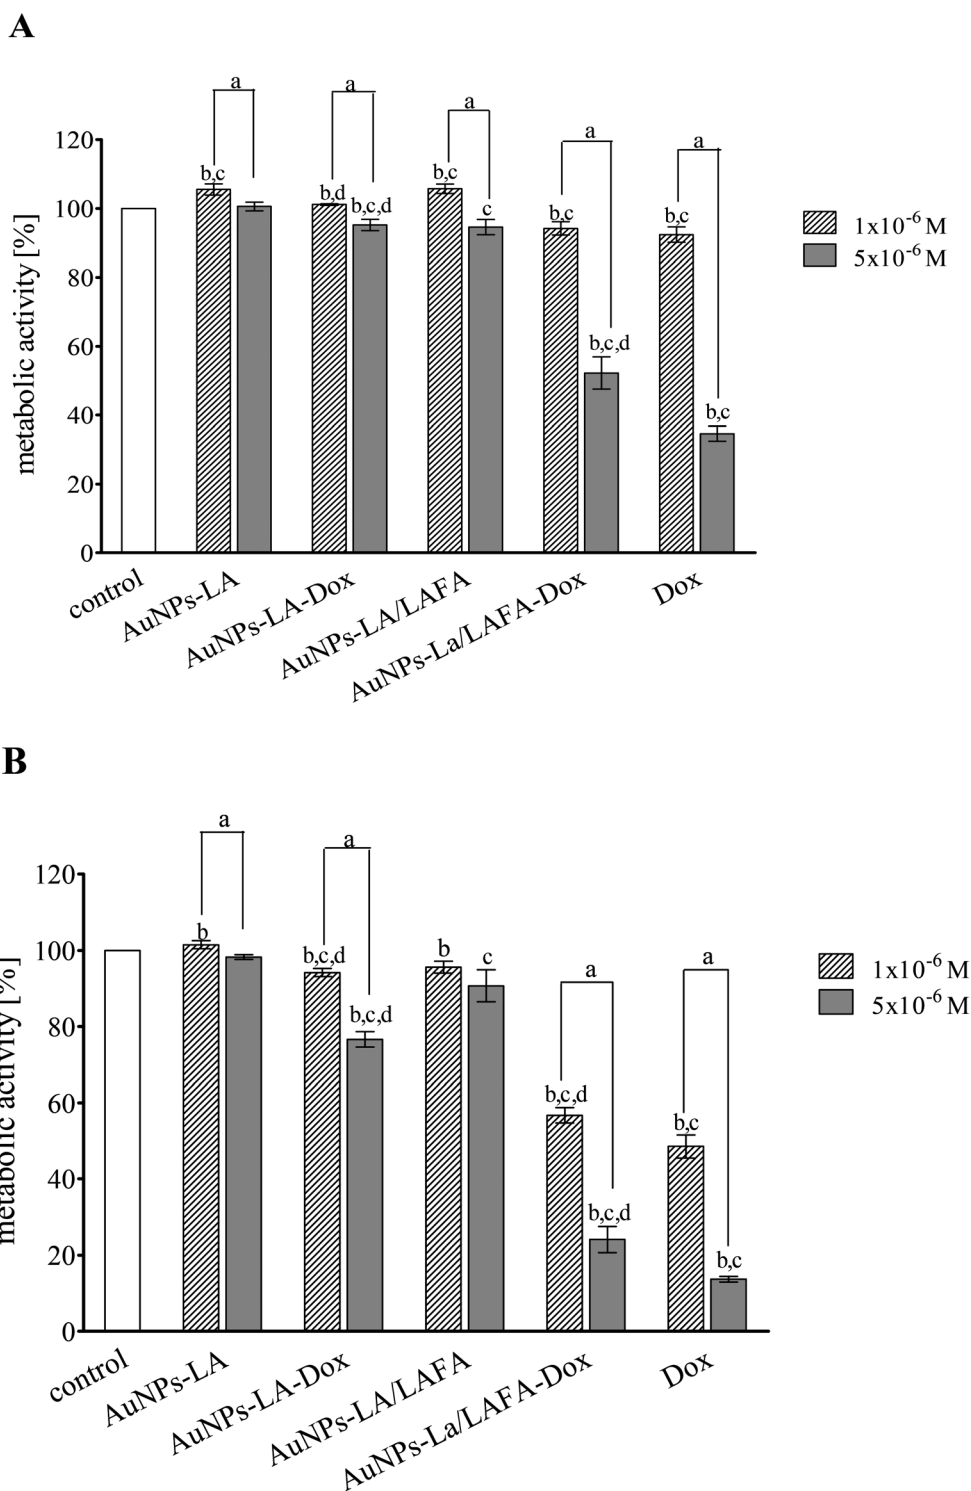 A
a
a
a
a
a
120
100
80
60
40
20
0
metabolic activity [%]
b,c
b,d
b,c,d
b,c
c
b,c
b,c,d
b,c
b,c
1x10⁻⁶ M
5x10⁻⁶ M
control
AuNPs-LA
AuNPs-LA-Dox
AuNPs-LA/LAFA
AuNPs-La/LAFA-Dox
Dox
B
a
a
a
a
120
100
80
60
40
20
0
metabolic activity [%]
b
b,c,d
b,c,d
b
c
b,c,d
b,c,d
b,c
b,c
1x10⁻⁶ M
5x10⁻⁶ M
control
AuNPs-LA
AuNPs-LA-Dox
AuNPs-LA/LAFA
AuNPs-La/LAFA-Dox
Dox